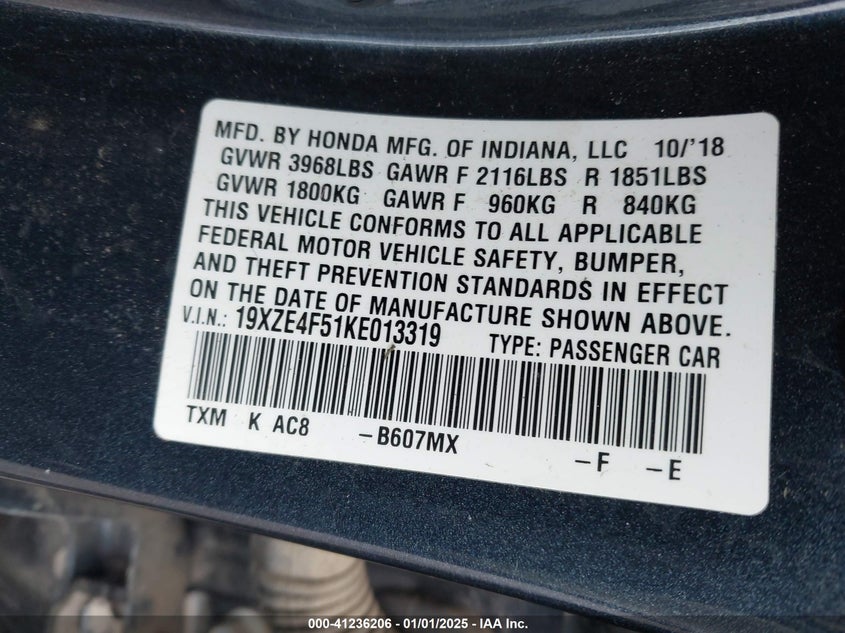 MFD. BY HONDA MFG. OF INDIANA, LLC 10/'18
GVWR 3968LBS GAWR F 2116LBS R 1851LBS
GVWR 1800KG GAWR F 960KG R 840KG
THIS VEHICLE CONFORMS TO ALL APPLICABLE
FEDERAL MOTOR VEHICLE SAFETY, BUMPER,
AND THEFT PREVENTION STANDARDS IN EFFECT
ON THE DATE OF MANUFACTURE SHOWN ABOVE.
V.I.N.: 19XZE4F51KE013319 TYPE: PASSENGER CAR
TXM K AC8 -B607MX -F -E
000-41236206 - 01/01/2025 - IAA Inc.